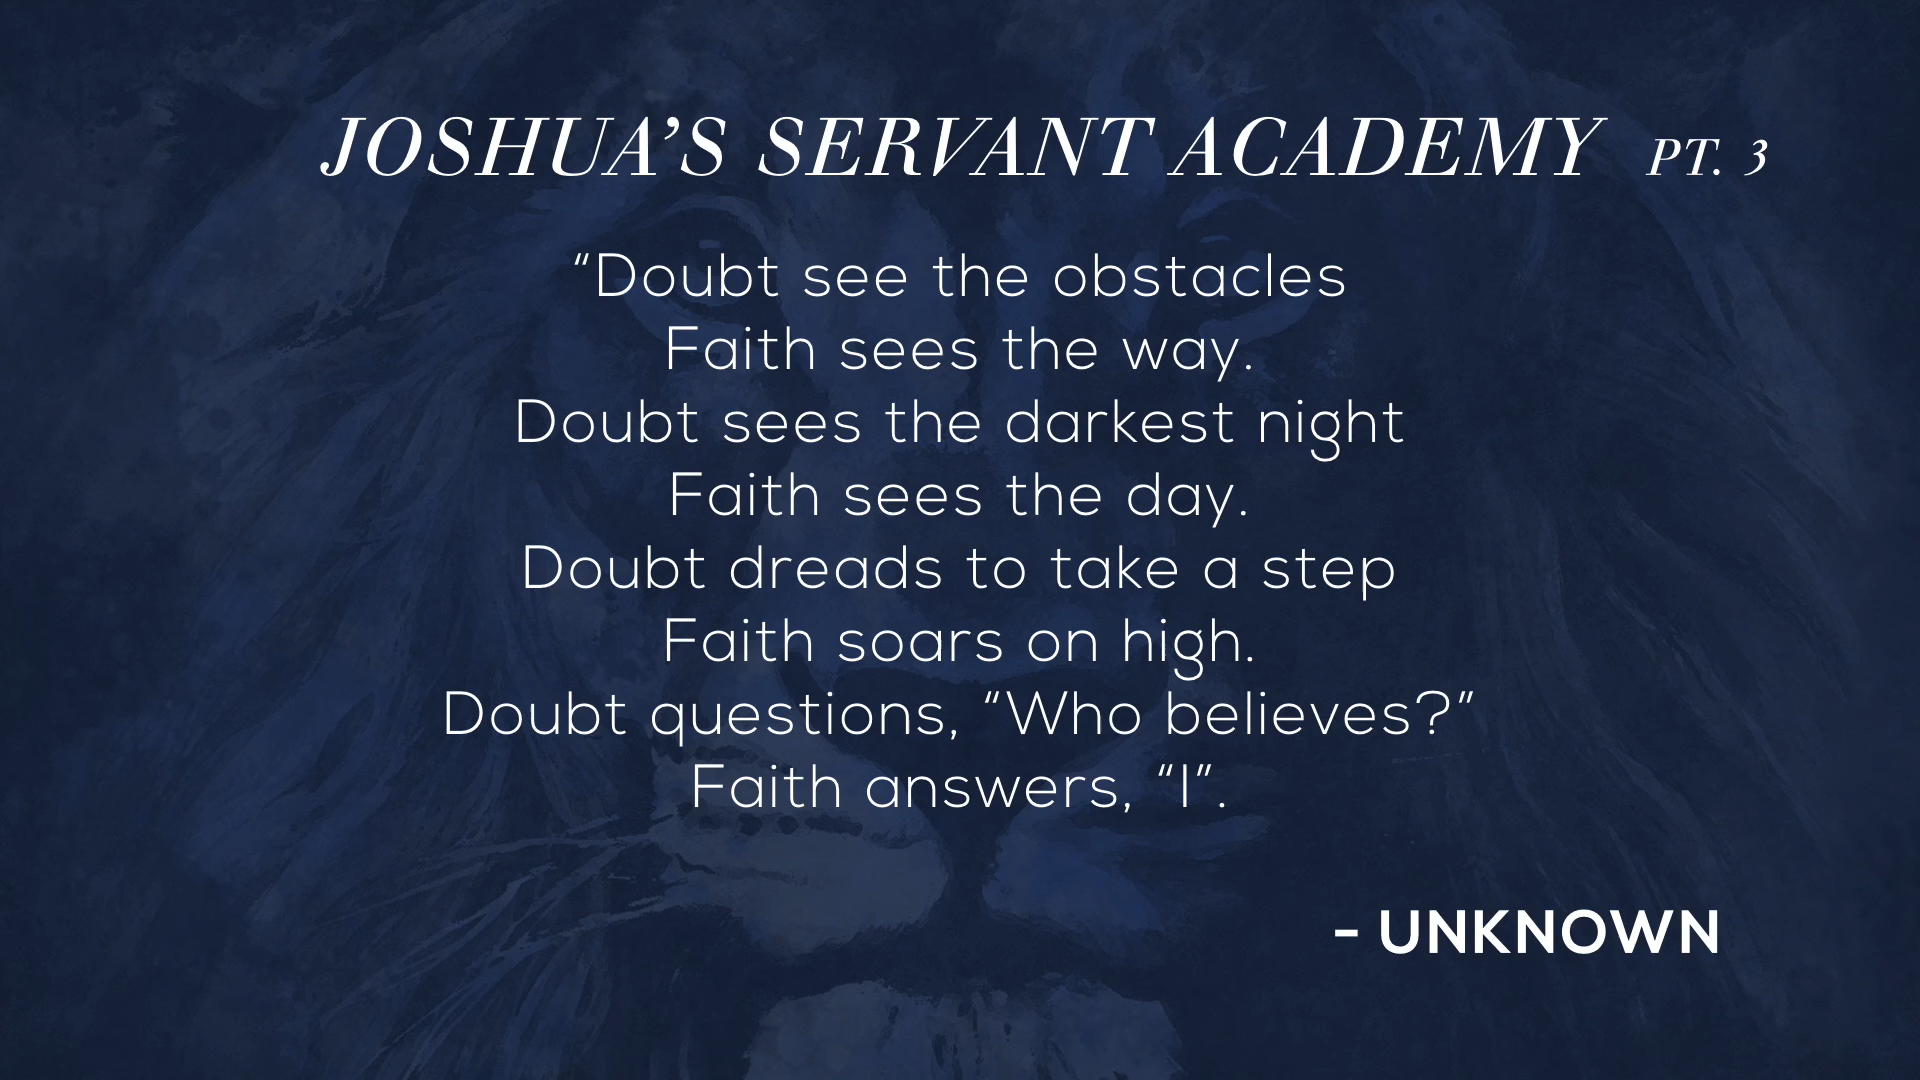 JOSHUA’S SERVANT ACADEMY PT. 3
“Doubt see the obstacles
Faith sees the way.
Doubt sees the darkest night
Faith sees the day.
Doubt dreads to take a step
Faith soars on high.
Doubt questions, “Who believes?”
Faith answers, “I”.
- UNKNOWN